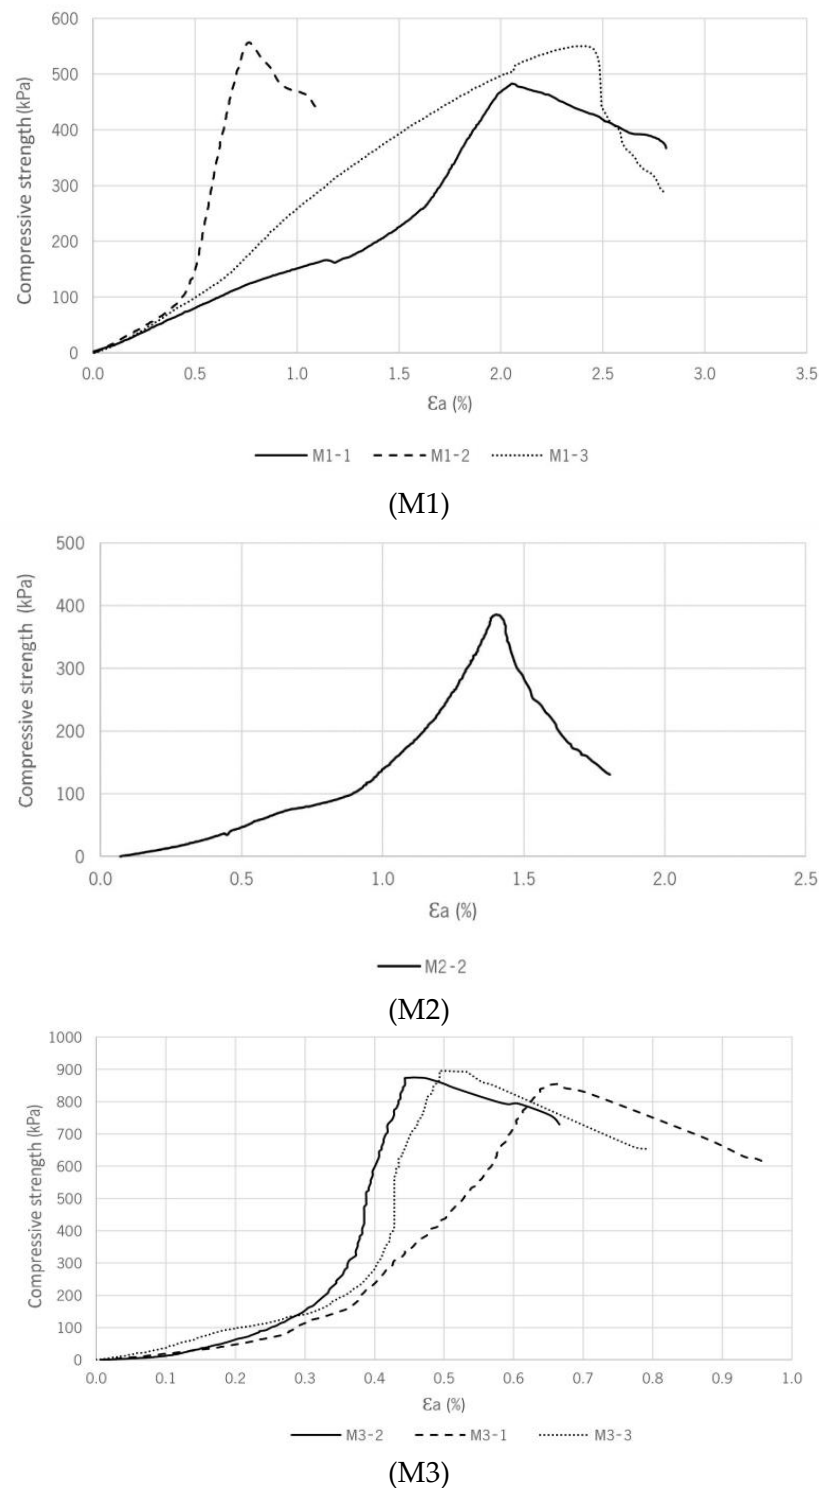 600
500
400
300
200
100
0
Compressive strength (kPa)
0.0 0.5 1.0 1.5 2.0 2.5 3.0 3.5
Ɛa (%)
M1-1 M1-2 M1-3
(M1)
500
400
300
200
100
0
Compressive strength (kPa)
0.0 0.5 1.0 1.5 2.0 2.5
Ɛa (%)
M2-2
(M2)
1000
900
800
700
600
500
400
300
200
100
0
Compressive strength (kPa)
0.0 0.1 0.2 0.3 0.4 0.5 0.6 0.7 0.8 0.9 1.0
Ɛa (%)
M3-2 M3-1 M3-3
(M3)